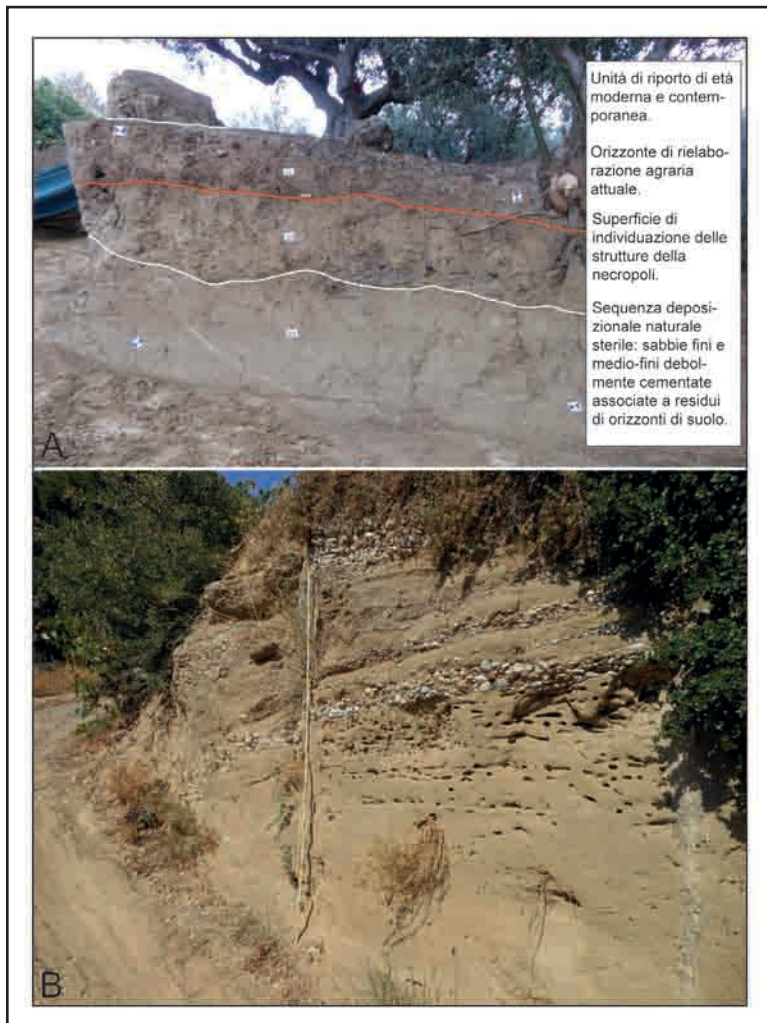 Unità di riporto di età
moderna e contem-
poranea.
Orizzonte di rielabo-
razione agraria
attuale.
Superficie di
individuazione delle
strutture della
necropoli.
Sequenza deposi-
zionale naturale
sterile: sabbie fini e
medio-fini debol-
mente cementate
associate a residui
di orizzonti di suolo.
A
B